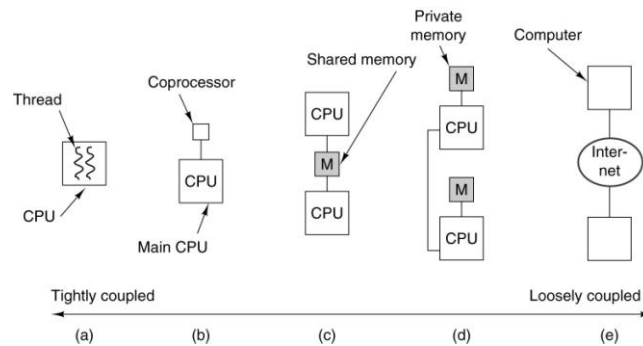 Private
memory
Computer
Shared memory
Coprocessor
M
Thread
CPU
CPU
Inter-
net
M
M
CPU
CPU
CPU
CPU
Main CPU
Tightly coupled
Loosely coupled
(a)
(b)
(c)
(d)
(e)